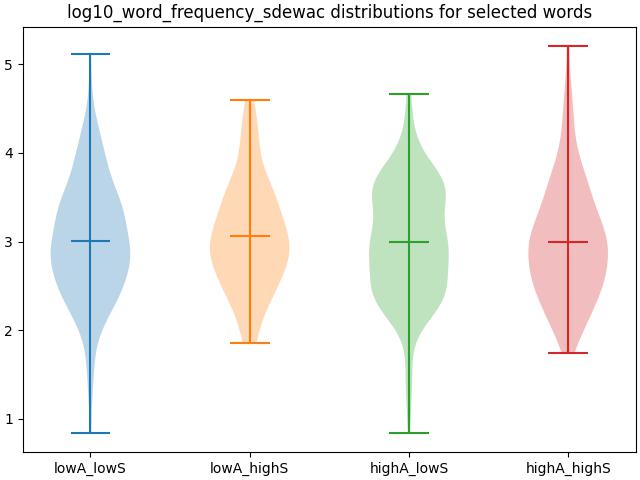 log10_word_frequency_sdewac distributions for selected words
5
4
3
2
1
lowA_lowS
lowA_highS
highA_lowS
highA_highS